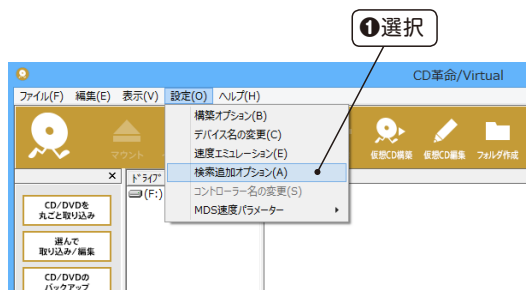 ❶選択
CD革命/Virtual
ファイル(F) 編集(E) 表示(V) 設定(O) ヘルプ(H)
構築オプション(B)
デバイス名の変更(C)
速度エミュレーション(E)
検索追加オプション(A)
コントローラー名の変更(S)
MDS速度パラメーター
マウント
仮想CD構築 仮想CD編集 フォルダ作成
×
ドライブ
(F:)
CD/DVDを
丸ごと取り込み
選んで
取り込み/編集
CD/DVDの
バックアップ